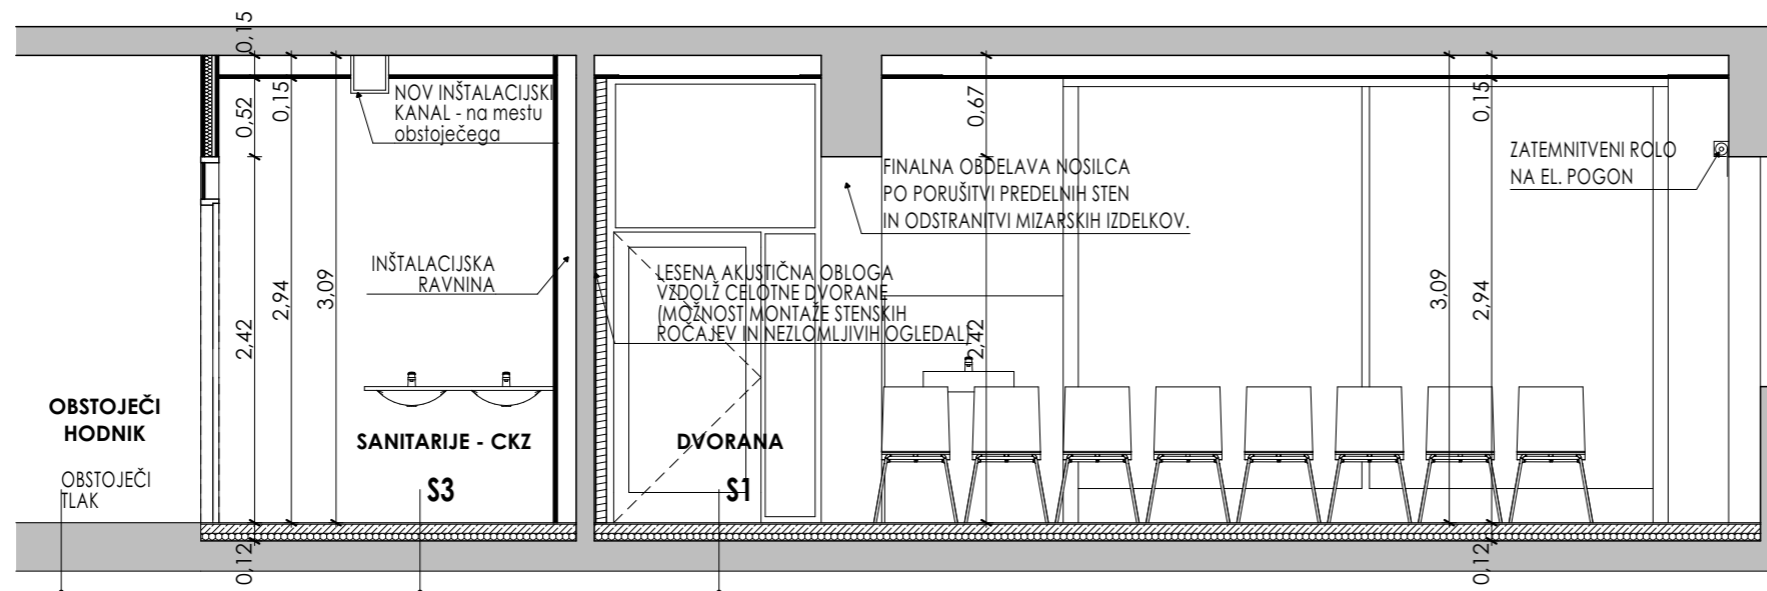 0,15
0,52
0,15
NOV INŠTALACIJSKI
KANAL - na mestu
obstoječega
0,67
0,15
ZATEMNITVENI ROLO
NA EL. POGON
FINALNA OBDELAVA NOSILCA
PO PORUŠITVI PREDELNIH STEN
IN ODSTRANITVI MIZARSKIH IZDELKOV.
INŠTALACIJSKA
RAVNINA
LESENA AKUSTIČNA OBLOGA
VZDOLŽ CELOTNE DVORANE
(MOŽNOST MONTAŽE STENSKIH
ROČAJEV IN NEZLOMLJIVIH OGLEDAL)
2,42
2,94
3,09
2,42
3,09
2,94
OBSTOJEČI
HODNIK
OBSTOJEČI
TLAK
SANITARIJE - CKZ
S3
DVORANA
S1
0,12
0,12